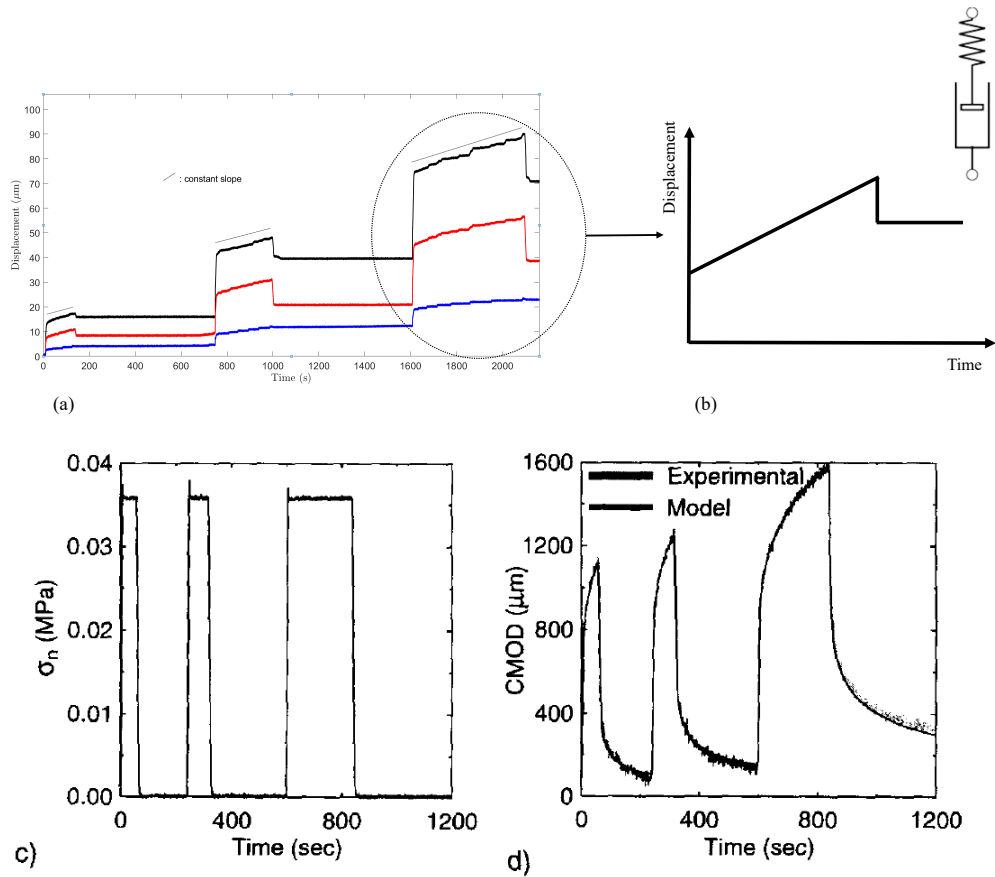 100
90
80
70
60
50
40
30
20
10
0
Displacement (μm)
: constant slope
0 200 400 600 800 1000 1200 1400 1600 1800 2000
Time (s)
(a)
Displacement
Time
(b)
0.04
0.03
0.02
0.01
0.00
σn (MPa)
0 400 800 1200
Time (sec)
c)
1600
1200
800
400
0
CMOD (μm)
Experimental
Model
0 400 800 1200
Time (sec)
d)